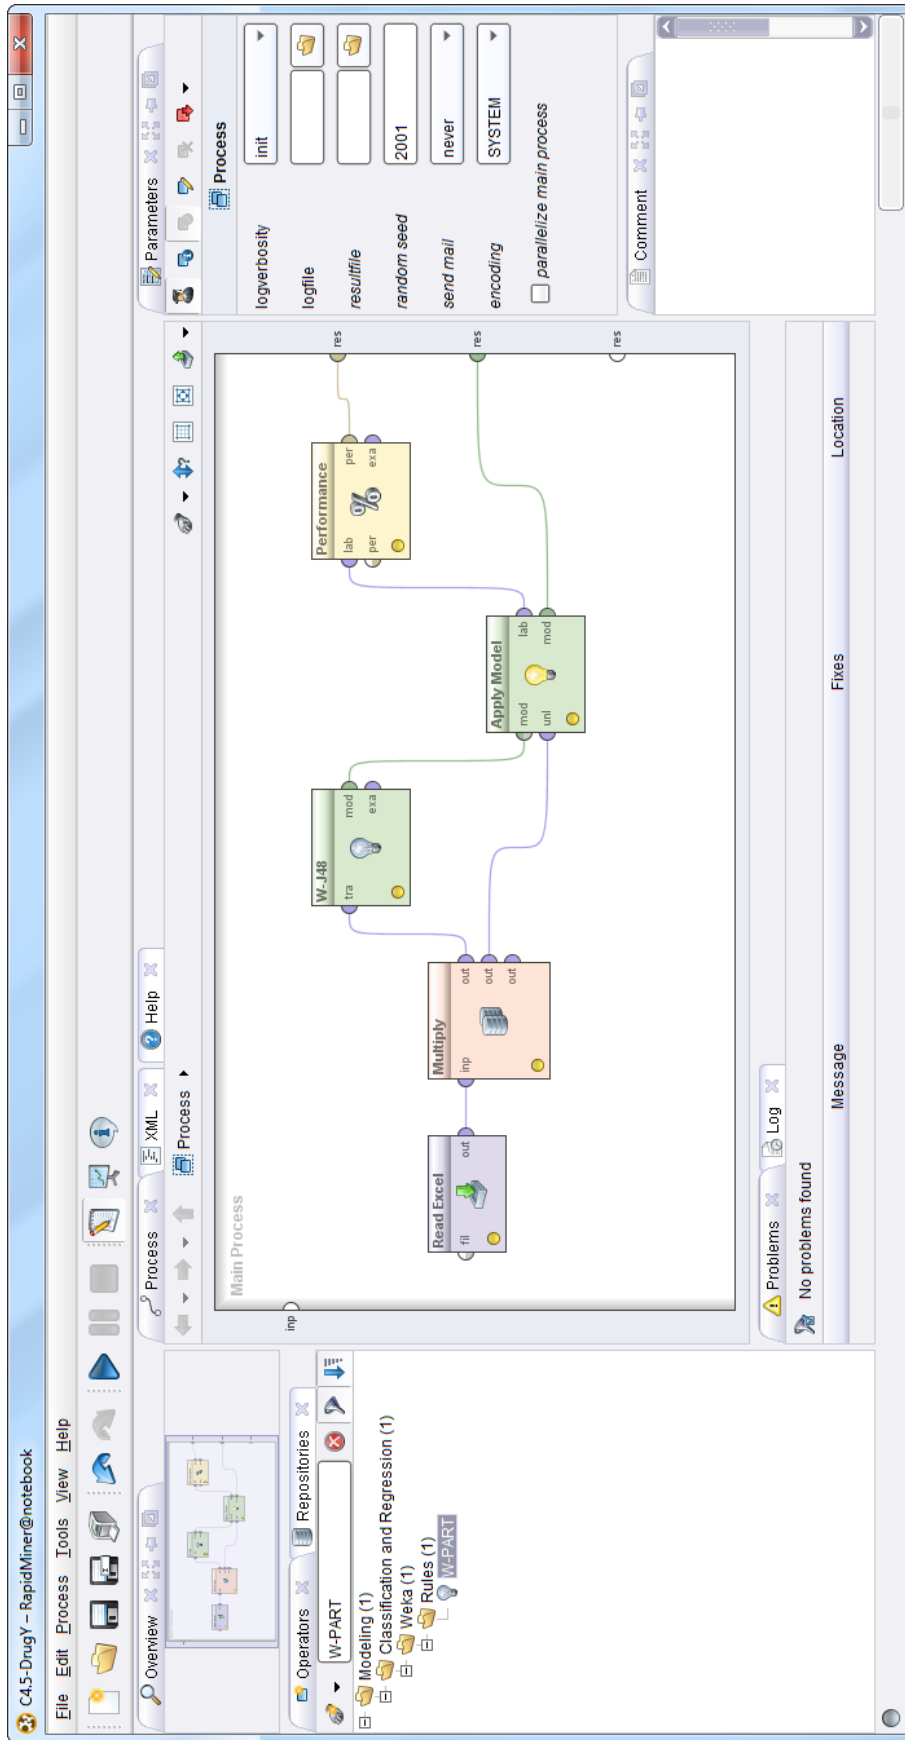 C4.5-DrugY – RapidMiner@notebook
File Edit Process Tools View Help
Overview
Operators
Repositories
W-PART
Modeling (1)
Classification and Regression (1)
Weka (1)
Rules (1)
W-PART
Process
XML
Help
Process
Main Process
inp
Read Excel
fil
out
Multiply
inp
out
out
out
W-J48
tra
mod
exa
Apply Model
mod
lab
unl
mod
Performance
lab
per
per
exa
res
res
res
Problems
Log
No problems found
Message
Fixes
Location
Parameters
Process
logverbosity
init
logfile
resultfile
random seed
2001
send mail
never
encoding
SYSTEM
parallelize main process
Comment